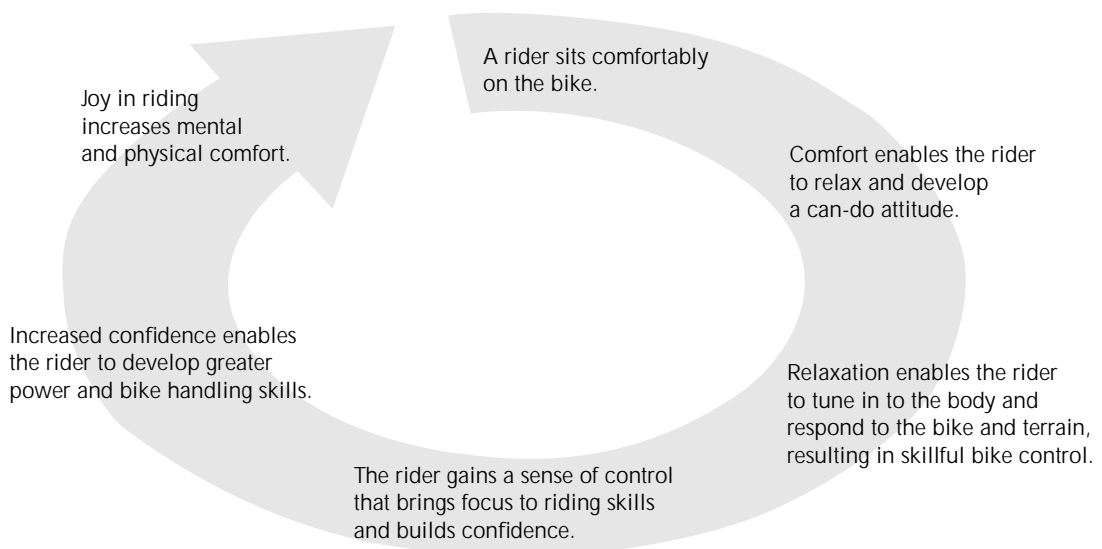 A rider sits comfortably
on the bike.
Comfort enables the rider
to relax and develop
a can-do attitude.
Relaxation enables the rider
to tune in to the body and
respond to the bike and terrain,
resulting in skillful bike control.
The rider gains a sense of control
that brings focus to riding skills
and builds confidence.
Increased confidence enables
the rider to develop greater
power and bike handling skills.
Joy in riding
increases mental
and physical comfort.